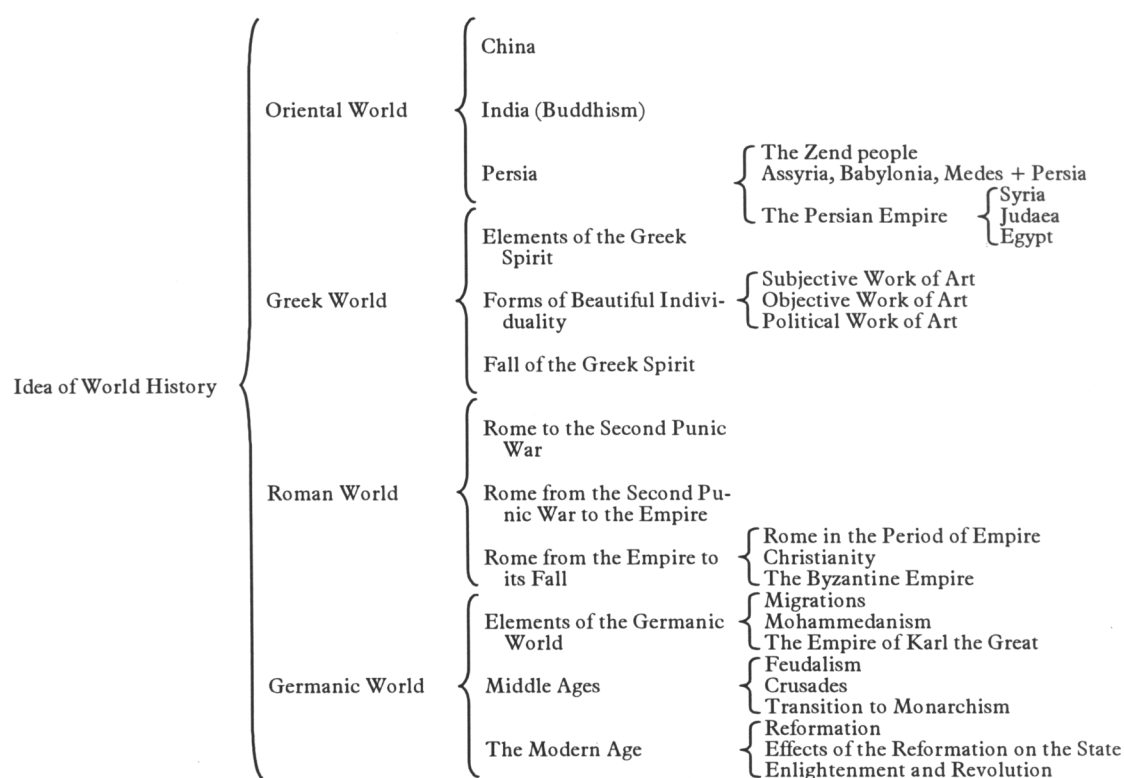 China
Oriental World
India (Buddhism)
Persia
The Zend people
Assyria, Babylonia, Medes + Persia
The Persian Empire
Syria
Judaea
Egypt
Elements of the Greek
Spirit
Greek World
Forms of Beautiful Indivi-
duality
Subjective Work of Art
Objective Work of Art
Political Work of Art
Fall of the Greek Spirit
Idea of World History
Rome to the Second Punic
War
Roman World
Rome from the Second Pu-
nic War to the Empire
Rome from the Empire to
its Fall
Rome in the Period of Empire
Christianity
The Byzantine Empire
Elements of the Germanic
World
Migrations
Mohammedanism
The Empire of Karl the Great
Germanic World
Middle Ages
Feudalism
Crusades
Transition to Monarchism
The Modern Age
Reformation
Effects of the Reformation on the State
Enlightenment and Revolution